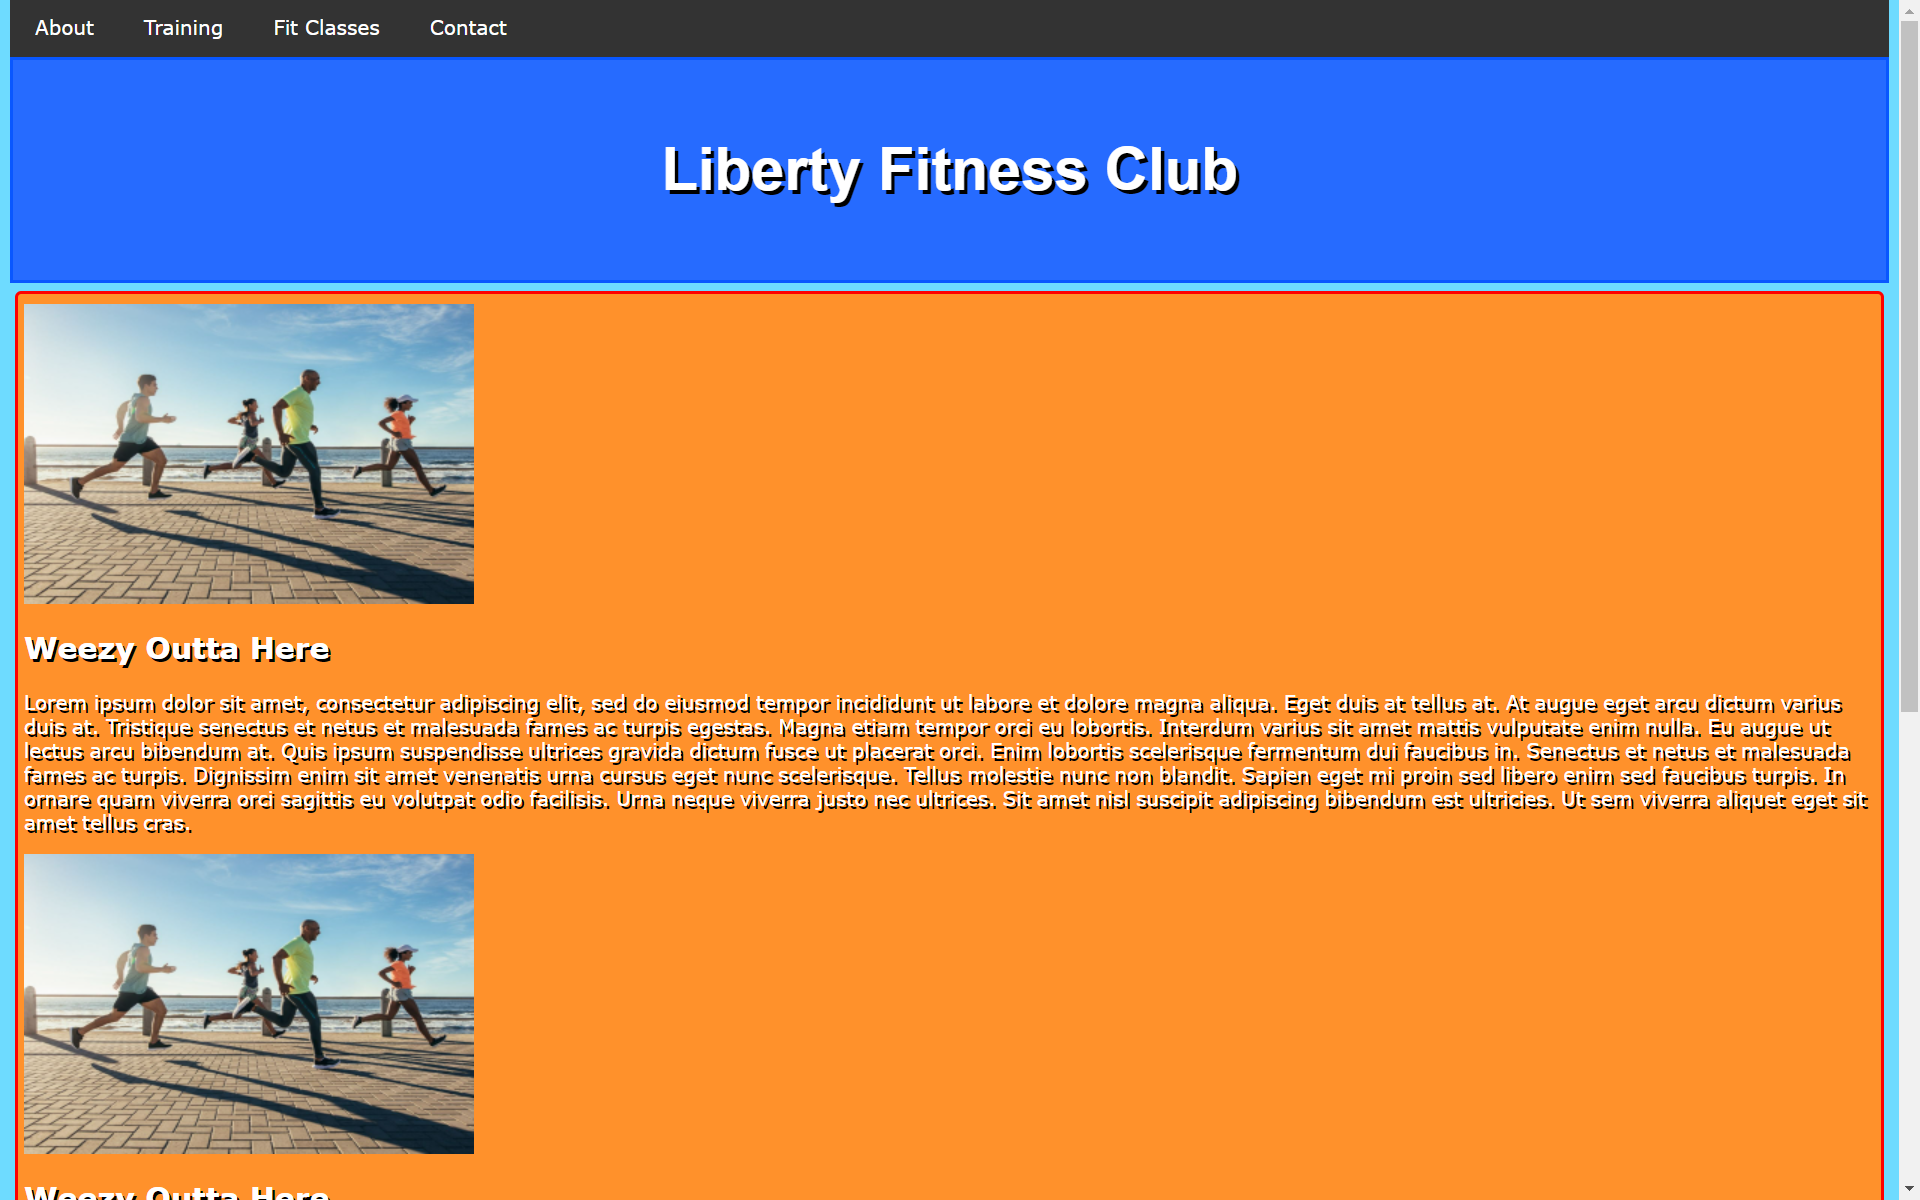 About Training Fit Classes Contact
Liberty Fitness Club
Weezy Outta Here
Lorem ipsum dolor sit amet, consectetur adipiscing elit, sed do eiusmod tempor incididunt ut labore et dolore magna aliqua. Eget duis at tellus at. At augue eget arcu dictum varius
duis at. Tristique senectus et netus et malesuada fames ac turpis egestas. Magna etiam tempor orci eu lobortis. Interdum varius sit amet mattis vulputate enim nulla. Eu augue ut
lectus arcu bibendum at. Quis ipsum suspendisse ultrices gravida dictum fusce ut placerat orci. Enim lobortis scelerisque fermentum dui faucibus in. Senectus et netus et malesuada
fames ac turpis. Dignissim enim sit amet venenatis urna cursus eget nunc scelerisque. Tellus molestie nunc non blandit. Sapien eget mi proin sed libero enim sed faucibus turpis. In
ornare quam viverra orci sagittis eu volutpat odio facilisis. Urna neque viverra justo nec ultrices. Sit amet nisl suscipit adipiscing bibendum est ultricies. Ut sem viverra aliquet eget sit
amet tellus cras.
Weezy Outta Here